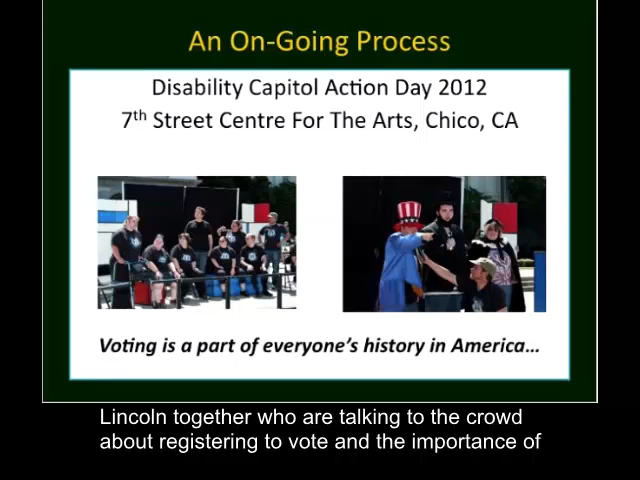 An On-Going Process
Disability Capitol Action Day 2012
7th Street Centre For The Arts, Chico, CA
Voting is a part of everyone's history in America…
Lincoln together who are talking to the crowd
about registering to vote and the importance of